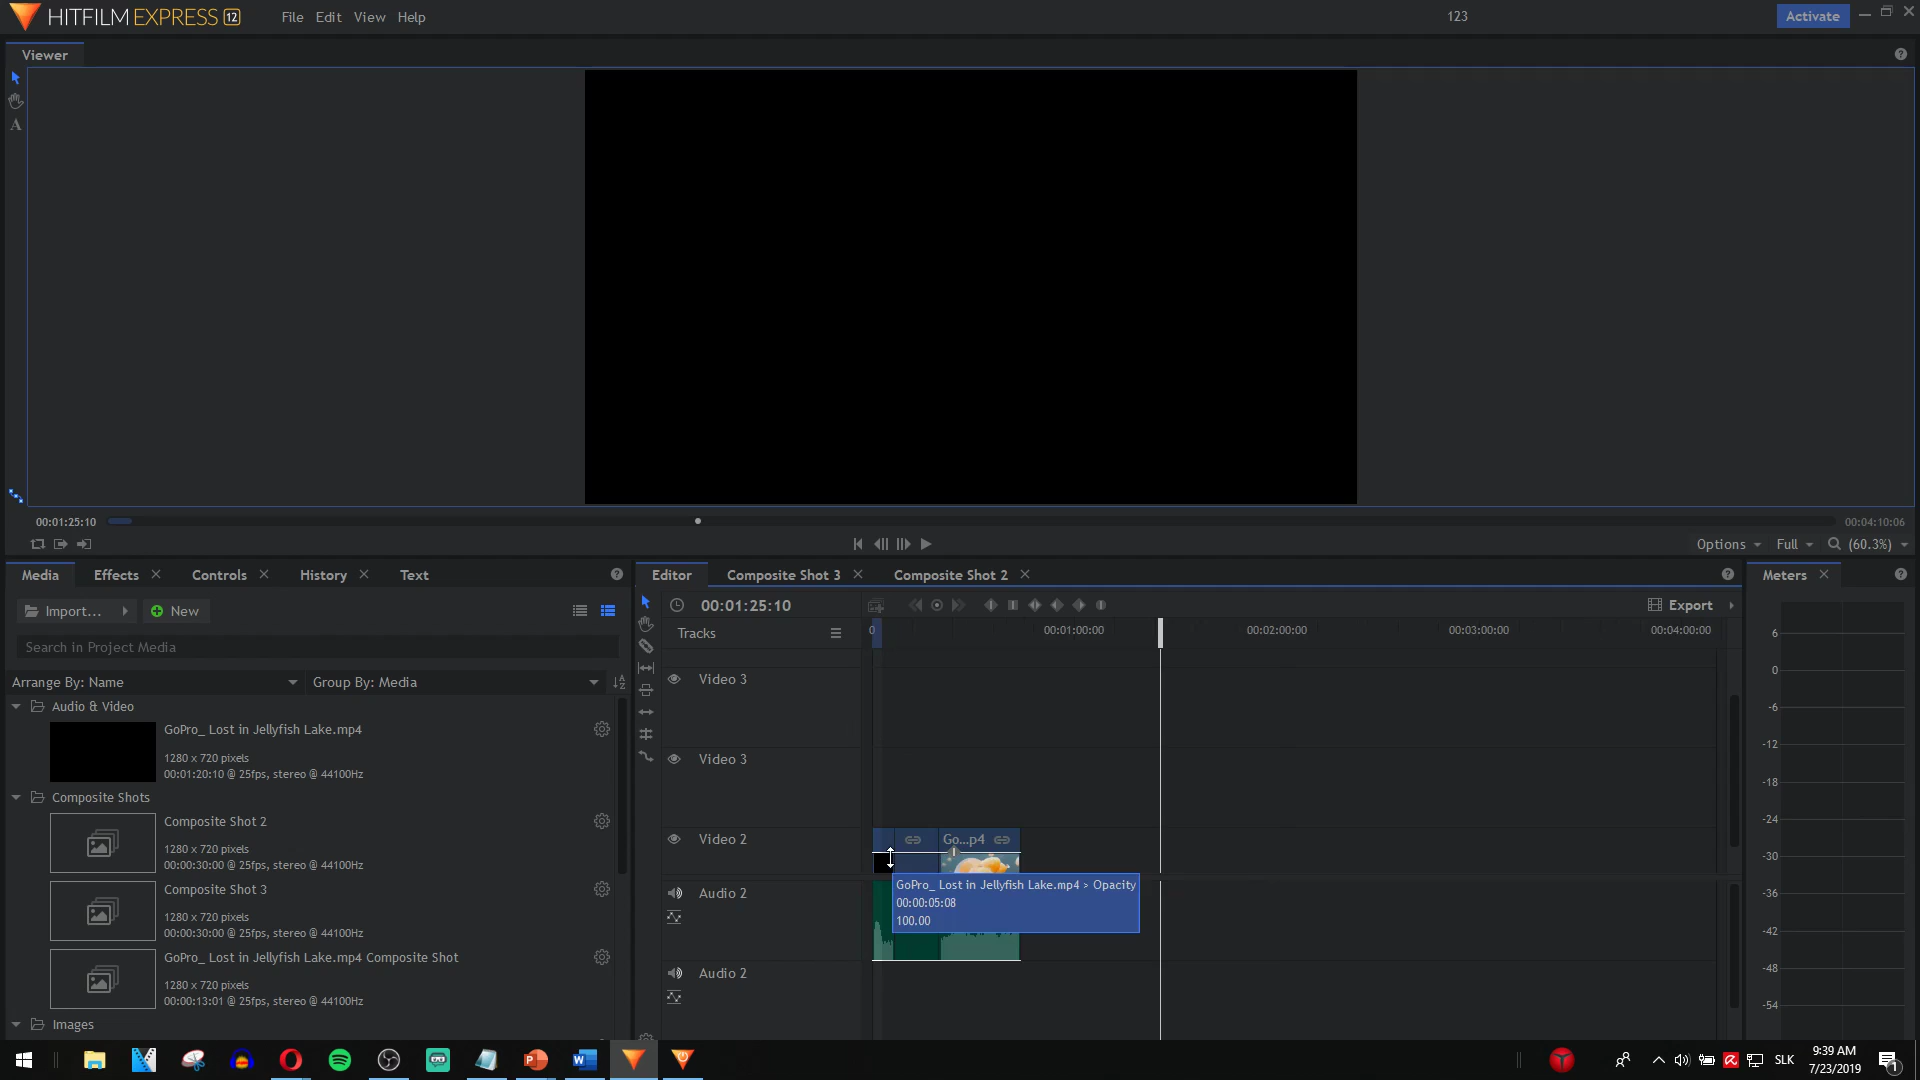 HITFILM EXPRESS 12
File Edit View Help
123
Activate
Viewer
A
00:01:25:10
00:04:10:06
Options
Full
(60.3%)
Media
Effects
Controls
History
Text
Editor
Composite Shot 3
Composite Shot 2
Meters
Import...
New
00:01:25:10
Export
Search in Project Media
Tracks
0
00:01:00:00
00:02:00:00
00:03:00:00
00:04:00:00
Arrange By: Name
Group By: Media
Audio & Video
GoPro_ Lost in Jellyfish Lake.mp4
1280 x 720 pixels
00:01:20:10 @ 25fps, stereo @ 44100Hz
Composite Shots
Composite Shot 2
1280 x 720 pixels
00:00:30:00 @ 25fps, stereo @ 44100Hz
Composite Shot 3
1280 x 720 pixels
00:00:30:00 @ 25fps, stereo @ 44100Hz
GoPro_ Lost in Jellyfish Lake.mp4 Composite Shot
1280 x 720 pixels
00:00:13:01 @ 25fps, stereo @ 44100Hz
Images
Video 3
Video 3
Video 2
Go...p4
Audio 2
GoPro_ Lost in Jellyfish Lake.mp4 > Opacity
00:00:05:08
100.00
Audio 2
6
0
-6
-12
-18
-24
-30
-36
-42
-48
-54
SLK
9:39 AM
7/23/2019
1